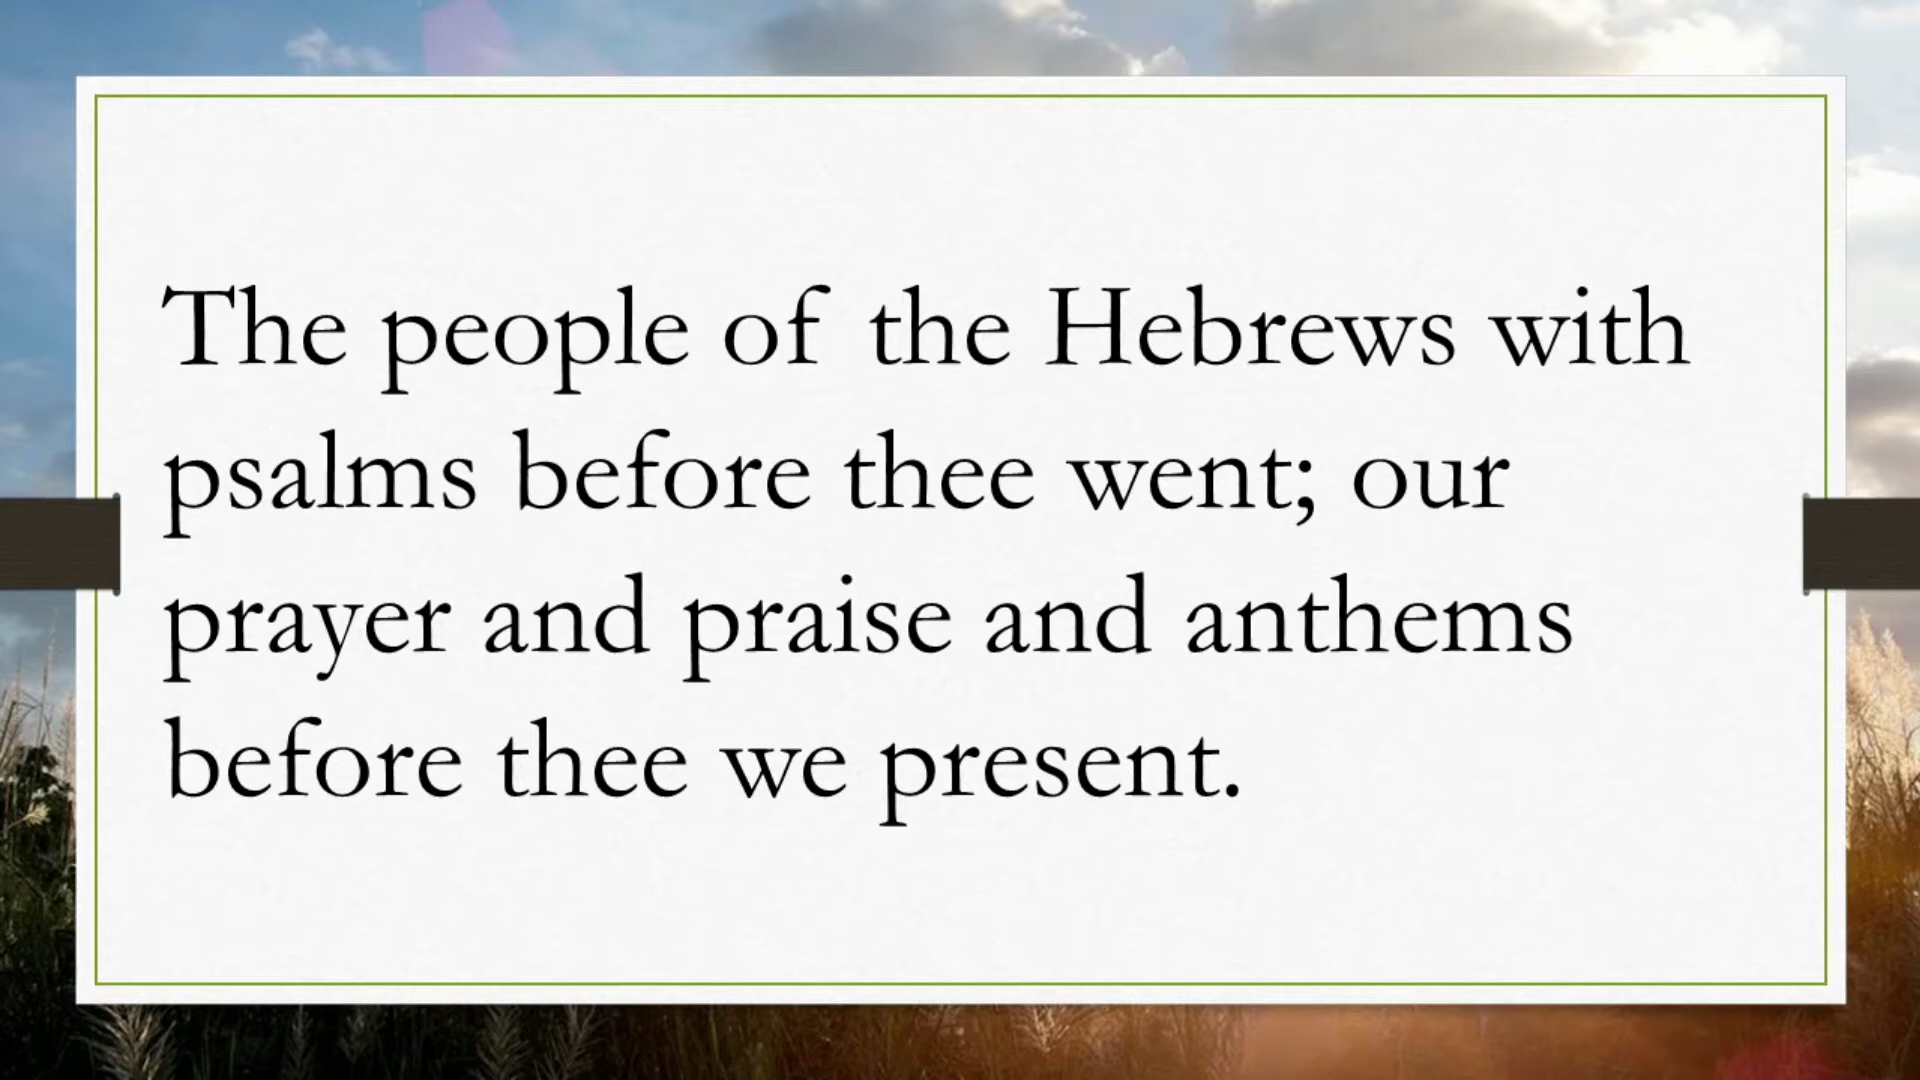 The people of the Hebrews with
psalms before thee went; our
prayer and praise and anthems
before thee we present.